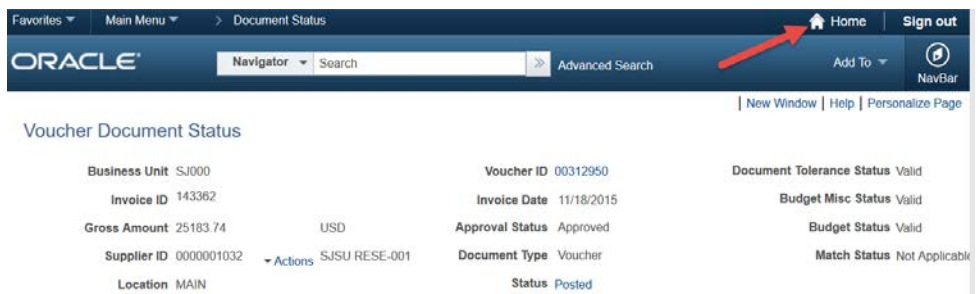 Favorites Main Menu > Document Status Home Sign out
ORACLE Navigator Search >> Advanced Search Add To NavBar
| New Window | Help | Personalize Page
Voucher Document Status
Business Unit SJ000 Voucher ID 00312950 Document Tolerance Status Valid
Invoice ID 143362 Invoice Date 11/18/2015 Budget Misc Status Valid
Gross Amount 25183.74 USD Approval Status Approved Budget Status Valid
Supplier ID 0000001032 Actions SJSU RESE-001 Document Type Voucher Match Status Not Applicable
Location MAIN Status Posted